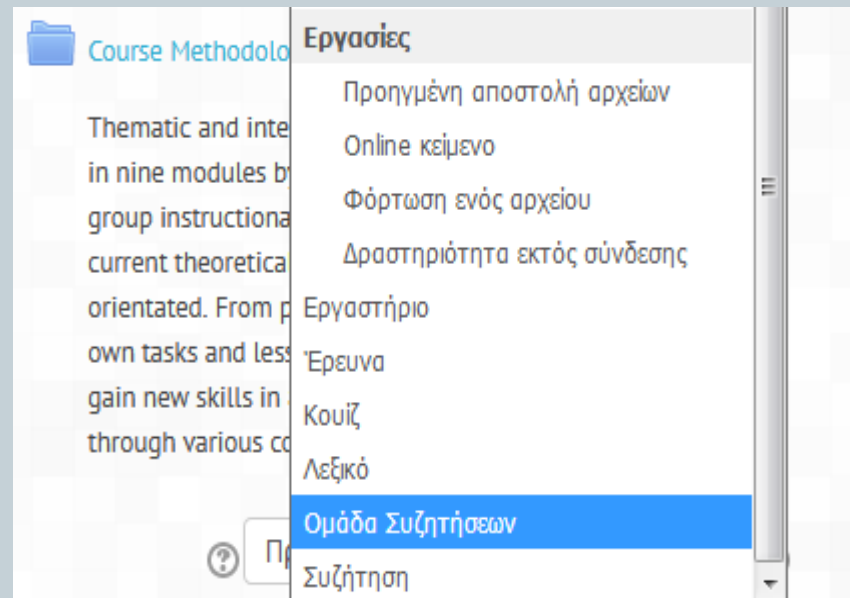 Course Methodolo
Thematic and inte
in nine modules by
group instructiona
current theoretica
orientated. From p
own tasks and less
gain new skills in
through various co
Εργασίες
Προηγμένη αποστολή αρχείων
Online κείμενο
Φόρτωση ενός αρχείου
Δραστηριότητα εκτός σύνδεσης
Εργαστήριο
Έρευνα
Κουίζ
Λεξικό
Ομάδα Συζητήσεων
Συζήτηση